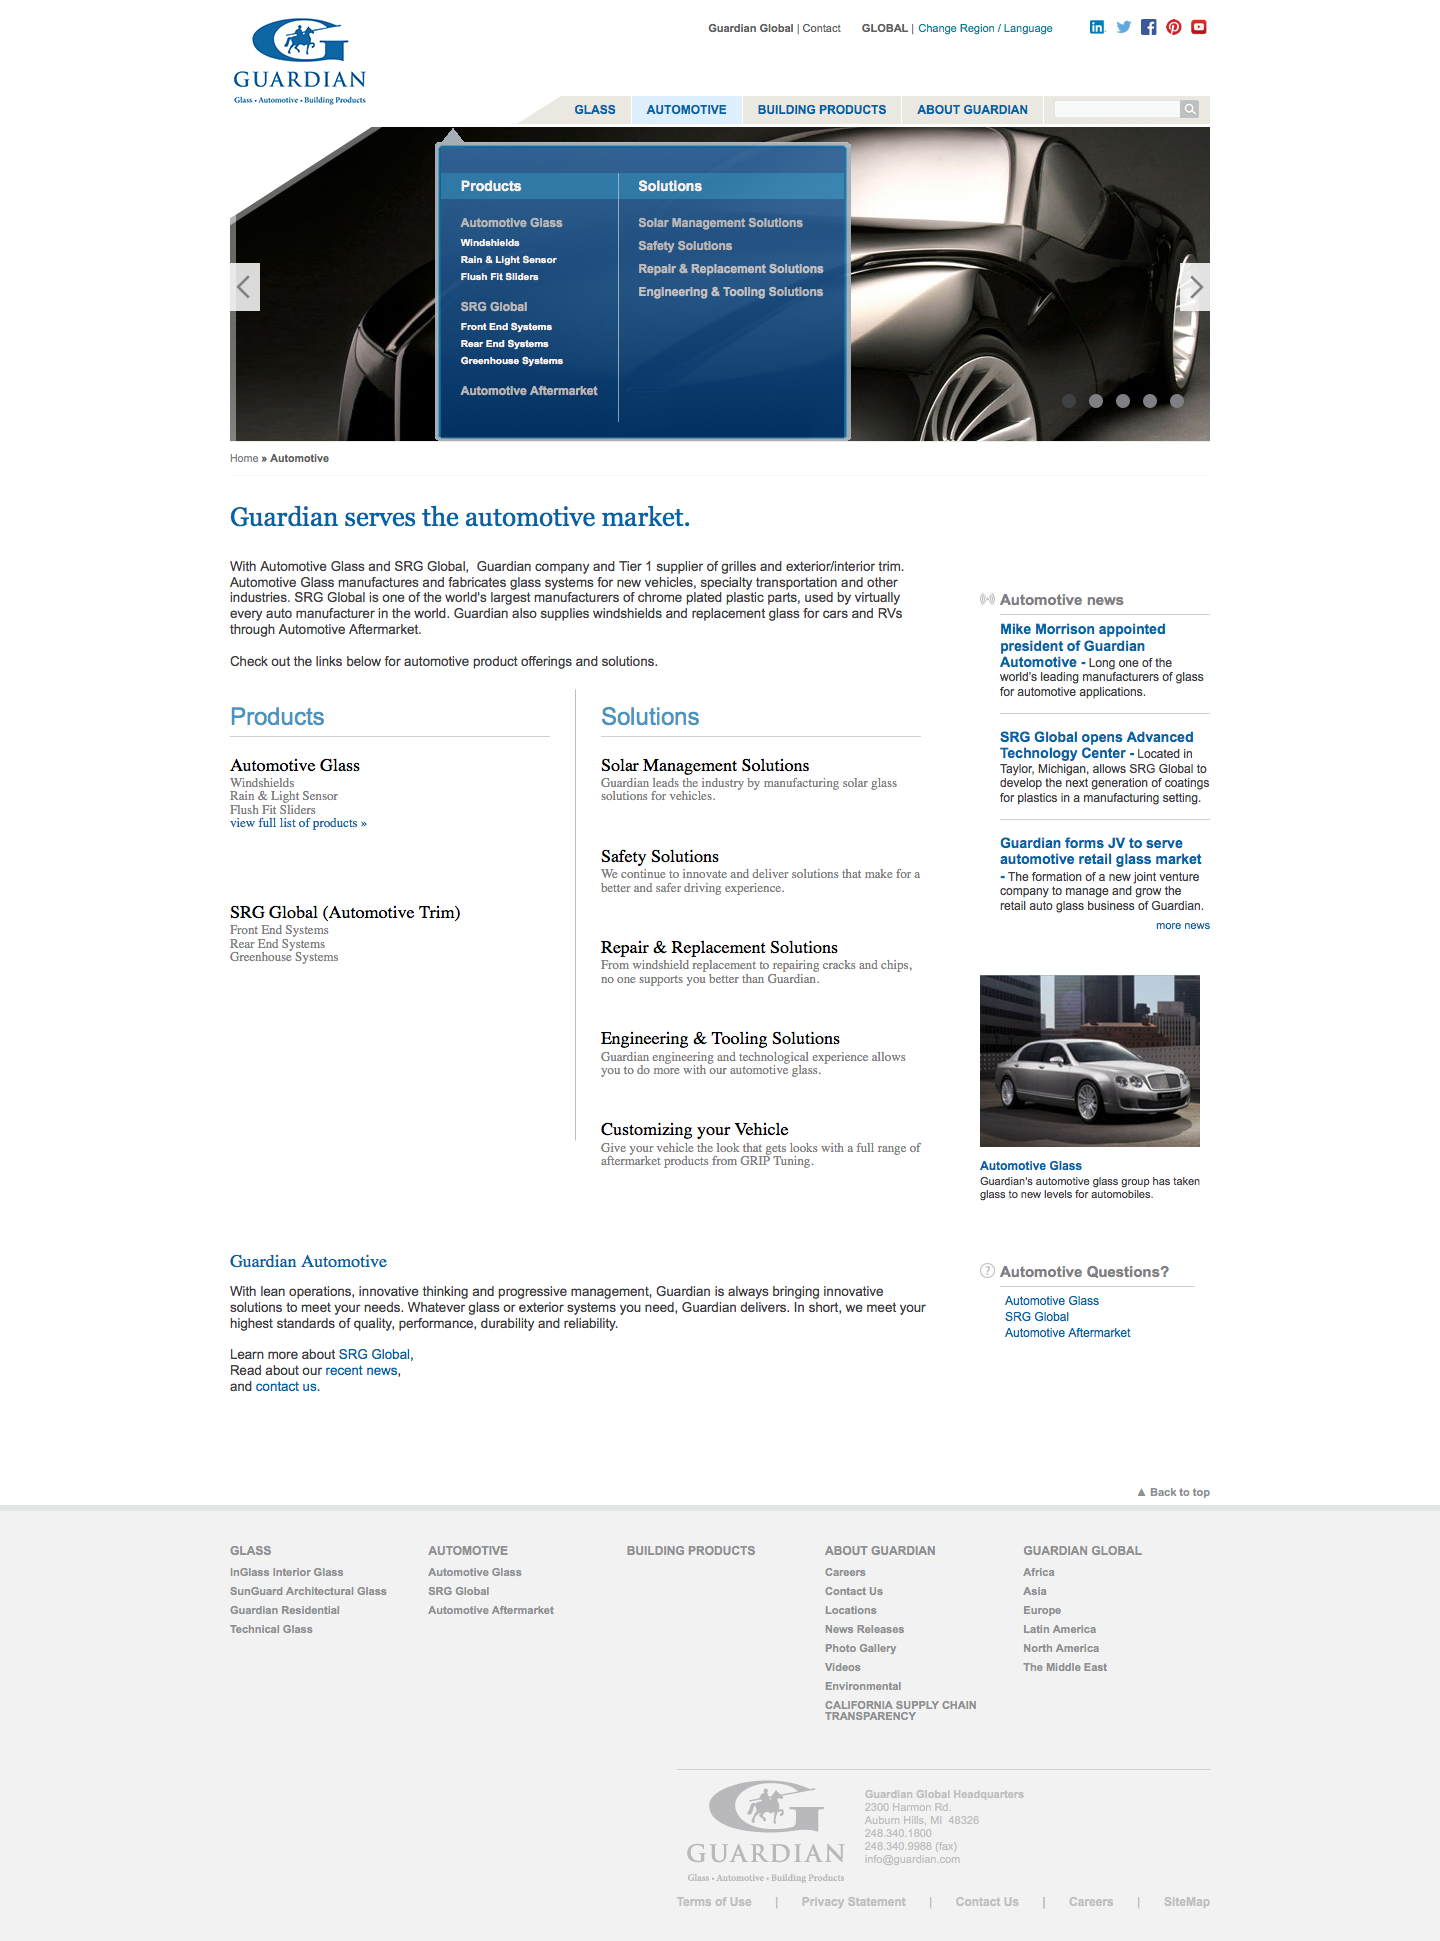 GUARDIAN
Glass • Automotive • Building Products
Guardian Global | Contact
GLOBAL | Change Region / Language
GLASS
AUTOMOTIVE
BUILDING PRODUCTS
ABOUT GUARDIAN
Products
Automotive Glass
Windshields
Rain & Light Sensor
Flush Fit Sliders
SRG Global
Front End Systems
Rear End Systems
Greenhouse Systems
Automotive Aftermarket
Solutions
Solar Management Solutions
Safety Solutions
Repair & Replacement Solutions
Engineering & Tooling Solutions
Home » Automotive
Guardian serves the automotive market.
With Automotive Glass and SRG Global,  Guardian company and Tier 1 supplier of grilles and exterior/interior trim.
Automotive Glass manufactures and fabricates glass systems for new vehicles, specialty transportation and other
industries. SRG Global is one of the world's largest manufacturers of chrome plated plastic parts, used by virtually
every auto manufacturer in the world. Guardian also supplies windshields and replacement glass for cars and RVs
through Automotive Aftermarket.
Check out the links below for automotive product offerings and solutions.
Products
Automotive Glass
Windshields
Rain & Light Sensor
Flush Fit Sliders
view full list of products »
SRG Global (Automotive Trim)
Front End Systems
Rear End Systems
Greenhouse Systems
Solutions
Solar Management Solutions
Guardian leads the industry by manufacturing solar glass
solutions for vehicles.
Safety Solutions
We continue to innovate and deliver solutions that make for a
better and safer driving experience.
Repair & Replacement Solutions
From windshield replacement to repairing cracks and chips,
no one supports you better than Guardian.
Engineering & Tooling Solutions
Guardian engineering and technological experience allows
you to do more with our automotive glass.
Customizing your Vehicle
Give your vehicle the look that gets looks with a full range of
aftermarket products from GRIP Tuning.
Automotive news
Mike Morrison appointed
president of Guardian
Automotive - Long one of the
world's leading manufacturers of glass
for automotive applications.
SRG Global opens Advanced
Technology Center - Located in
Taylor, Michigan, allows SRG Global to
develop the next generation of coatings
for plastics in a manufacturing setting.
Guardian forms JV to serve
automotive retail glass market
- The formation of a new joint venture
company to manage and grow the
retail auto glass business of Guardian.
more news
Automotive Glass
Guardian's automotive glass group has taken
glass to new levels for automobiles.
Guardian Automotive
With lean operations, innovative thinking and progressive management, Guardian is always bringing innovative
solutions to meet your needs. Whatever glass or exterior systems you need, Guardian delivers. In short, we meet your
highest standards of quality, performance, durability and reliability.
Learn more about SRG Global,
Read about our recent news,
and contact us.
? Automotive Questions?
Automotive Glass
SRG Global
Automotive Aftermarket
▲ Back to top
GLASS
InGlass Interior Glass
SunGuard Architectural Glass
Guardian Residential
Technical Glass
AUTOMOTIVE
Automotive Glass
SRG Global
Automotive Aftermarket
BUILDING PRODUCTS
ABOUT GUARDIAN
Careers
Contact Us
Locations
News Releases
Photo Gallery
Videos
Environmental
CALIFORNIA SUPPLY CHAIN
TRANSPARENCY
GUARDIAN GLOBAL
Africa
Asia
Europe
Latin America
North America
The Middle East
GUARDIAN
Glass • Automotive • Building Products
Guardian Global Headquarters
2300 Harmon Rd.
Auburn Hills, MI  48326
248.340.1800
248.340.9988 (fax)
info@guardian.com
Terms of Use | Privacy Statement | Contact Us | Careers | SiteMap